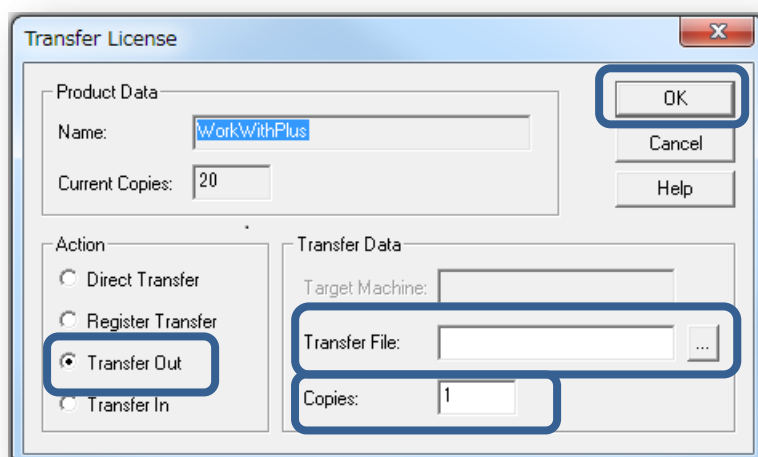 Transfer License
Product Data
Name: WorkWithPlus
Current Copies: 20
OK
Cancel
Help
Action
Direct Transfer
Register Transfer
Transfer Out
Transfer In
Transfer Data
Target Machine:
Transfer File: ...
Copies: 1